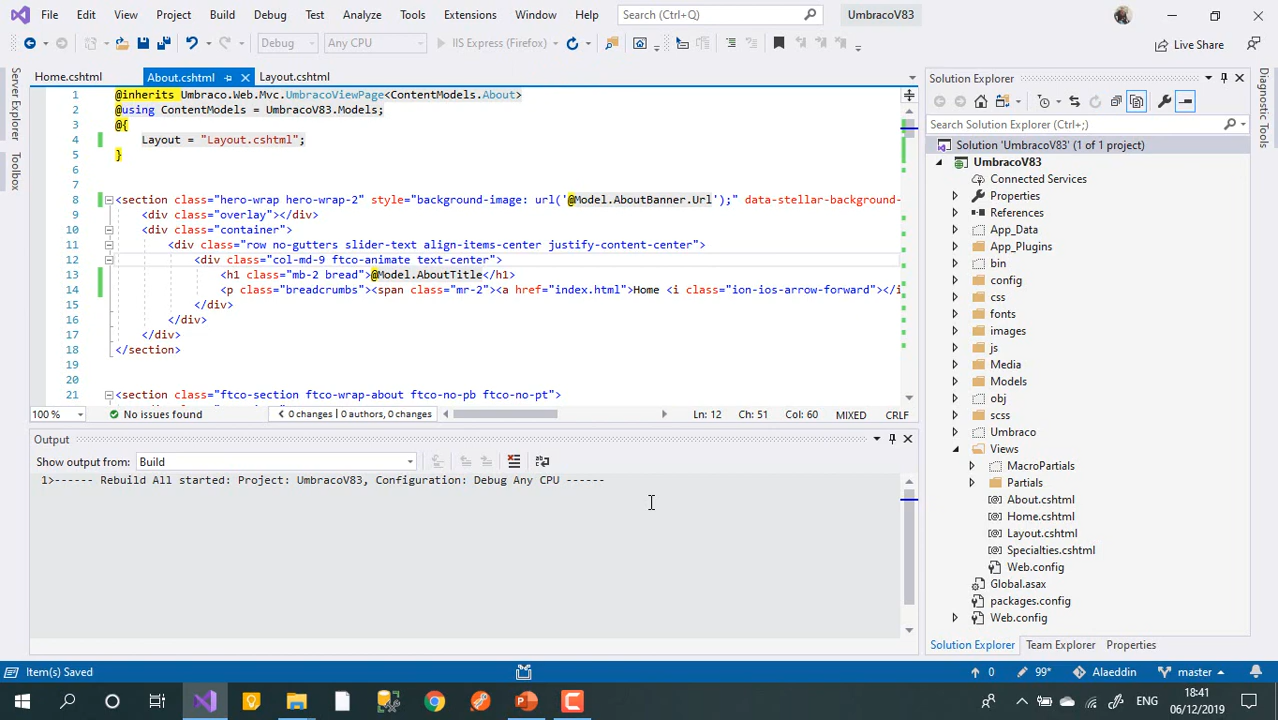 File Edit View Project Build Debug Test Analyze Tools Extensions Window Help Search (Ctrl+Q) UmbracoV83
Debug Any CPU IIS Express (Firefox) Live Share
Server Explorer
Toolbox
Home.cshtml About.cshtml Layout.cshtml
1 @inherits Umbraco.Web.Mvc.UmbracoViewPage<ContentModels.About>
2 @using ContentModels = UmbracoV83.Models;
3 @{
4 Layout = "Layout.cshtml";
5 }
6
7
8 <section class="hero-wrap hero-wrap-2" style="background-image: url('@Model.AboutBanner.Url');" data-stellar-background-
9 <div class="overlay"></div>
10 <div class="container">
11 <div class="row no-gutters slider-text align-items-center justify-content-center">
12 <div class="col-md-9 ftco-animate text-center">
13 <h1 class="mb-2 bread">@Model.AboutTitle</h1>
14 <p class="breadcrumbs"><span class="mr-2"><a href="index.html">Home <i class="ion-ios-arrow-forward"></i
15 </div>
16 </div>
17 </div>
18 </section>
19
20
21 <section class="ftco-section ftco-wrap-about ftco-no-pb ftco-no-pt">
100 % No issues found 0 changes | 0 authors, 0 changes Ln: 12 Ch: 51 Col: 60 MIXED CRLF
Output
Show output from: Build
1>------ Rebuild All started: Project: UmbracoV83, Configuration: Debug Any CPU ------
Solution Explorer
Search Solution Explorer (Ctrl+;)
Solution 'UmbracoV83' (1 of 1 project)
UmbracoV83
Connected Services
Properties
References
App_Data
App_Plugins
bin
config
css
fonts
images
js
Media
Models
obj
scss
Umbraco
Views
MacroPartials
Partials
About.cshtml
Home.cshtml
Layout.cshtml
Specialties.cshtml
Web.config
Global.asax
packages.config
Web.config
Solution Explorer Team Explorer Properties
Diagnostic Tools
Item(s) Saved 0 99* Alaeddin master
ENG 18:41
06/12/2019